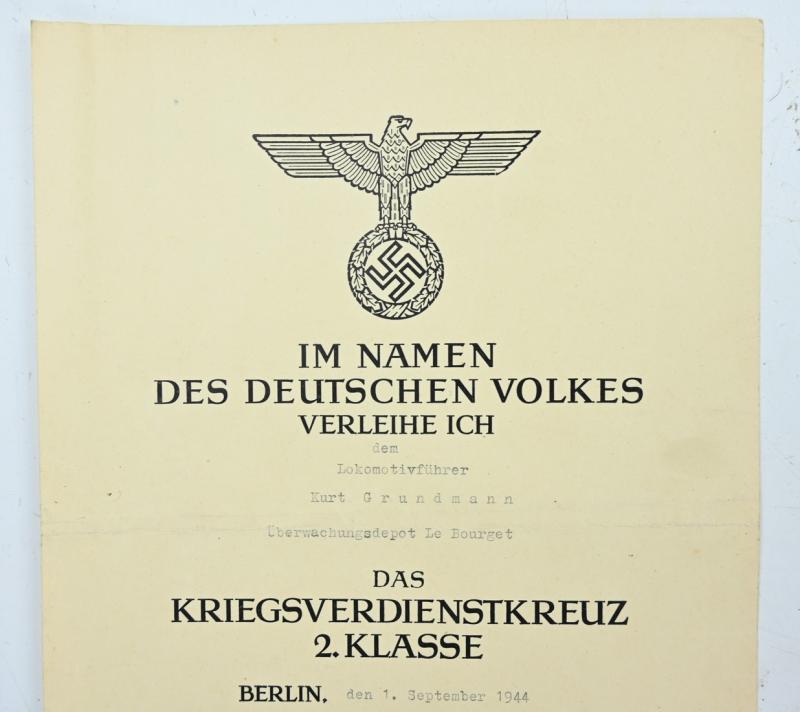 IM NAMEN
DES DEUTSCHEN VOLKES
VERLEIHE ICH
dem
Lokomotivführer
Kurt G r u n d m a n n
Überwachungsdepot Le Bourget
DAS
KRIEGSVERDIENSTKREUZ
2. KLASSE
BERLIN, den 1. September 1944